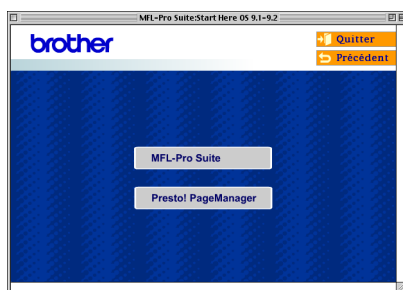 MFL-Pro Suite:Start Here OS 9.1-9.2
brother
Quitter
Précédent
MFL-Pro Suite
Presto! PageManager